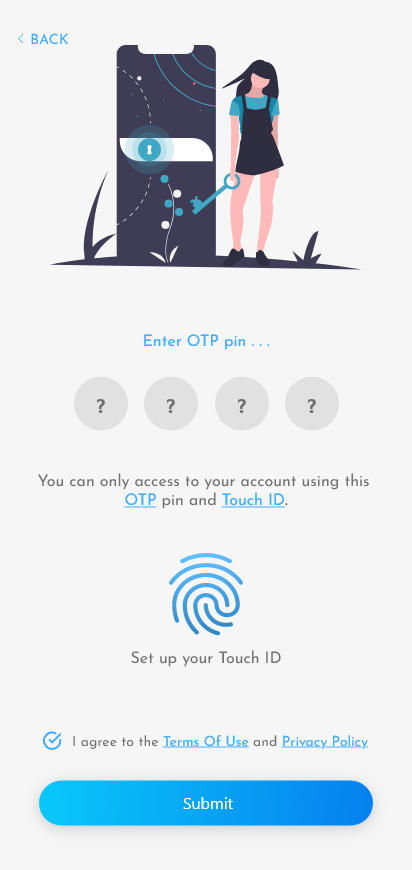 < BACK
Enter OTP pin . . .
? ? ? ?
You can only access to your account using this
OTP pin and Touch ID.
Set up your Touch ID
I agree to the Terms Of Use and Privacy Policy
Submit